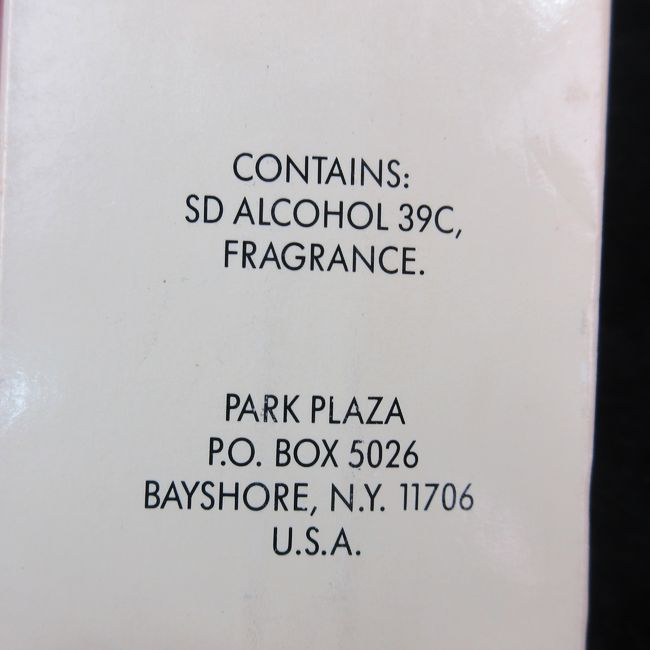 CONTAINS:
SD ALCOHOL 39C,
FRAGRANCE.
PARK PLAZA
P.O. BOX 5026
BAYSHORE, N.Y. 11706
U.S.A.